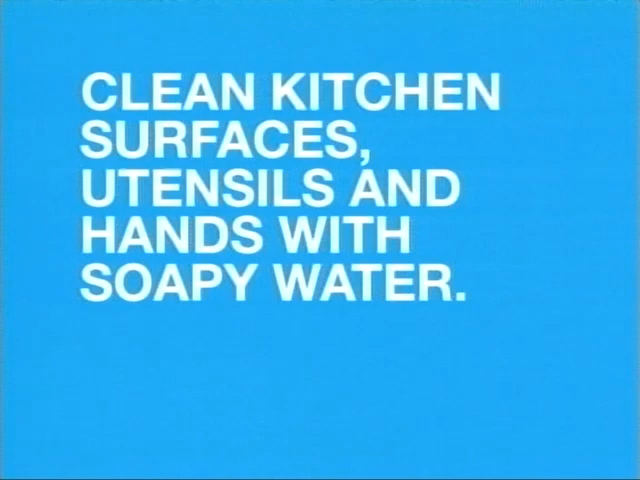 CLEAN KITCHEN
SURFACES,
UTENSILS AND
HANDS WITH
SOAPY WATER.